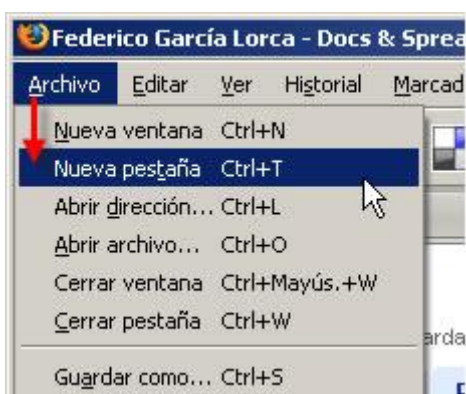 Federico García Lorca - Docs & Sprea
Archivo Editar Ver Historial Marcad
Nueva ventana Ctrl+N
Nueva pestaña Ctrl+T
Abrir dirección... Ctrl+L
Abrir archivo... Ctrl+O
Cerrar ventana Ctrl+Mayús.+W
Cerrar pestaña Ctrl+W
arda
Guardar como... Ctrl+S